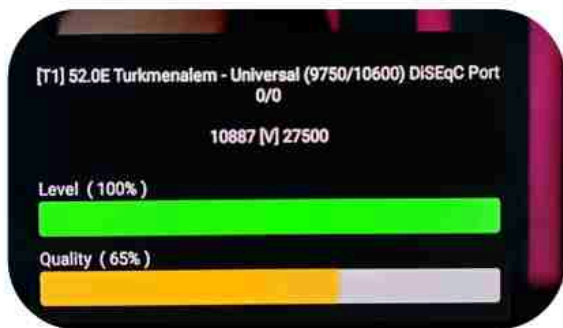 [T1] 52.0E Turkmenalem - Universal (9750/10600) DiSEqC Port
0/0
10887 [V] 27500
Level ( 100% )
Quality ( 65% )